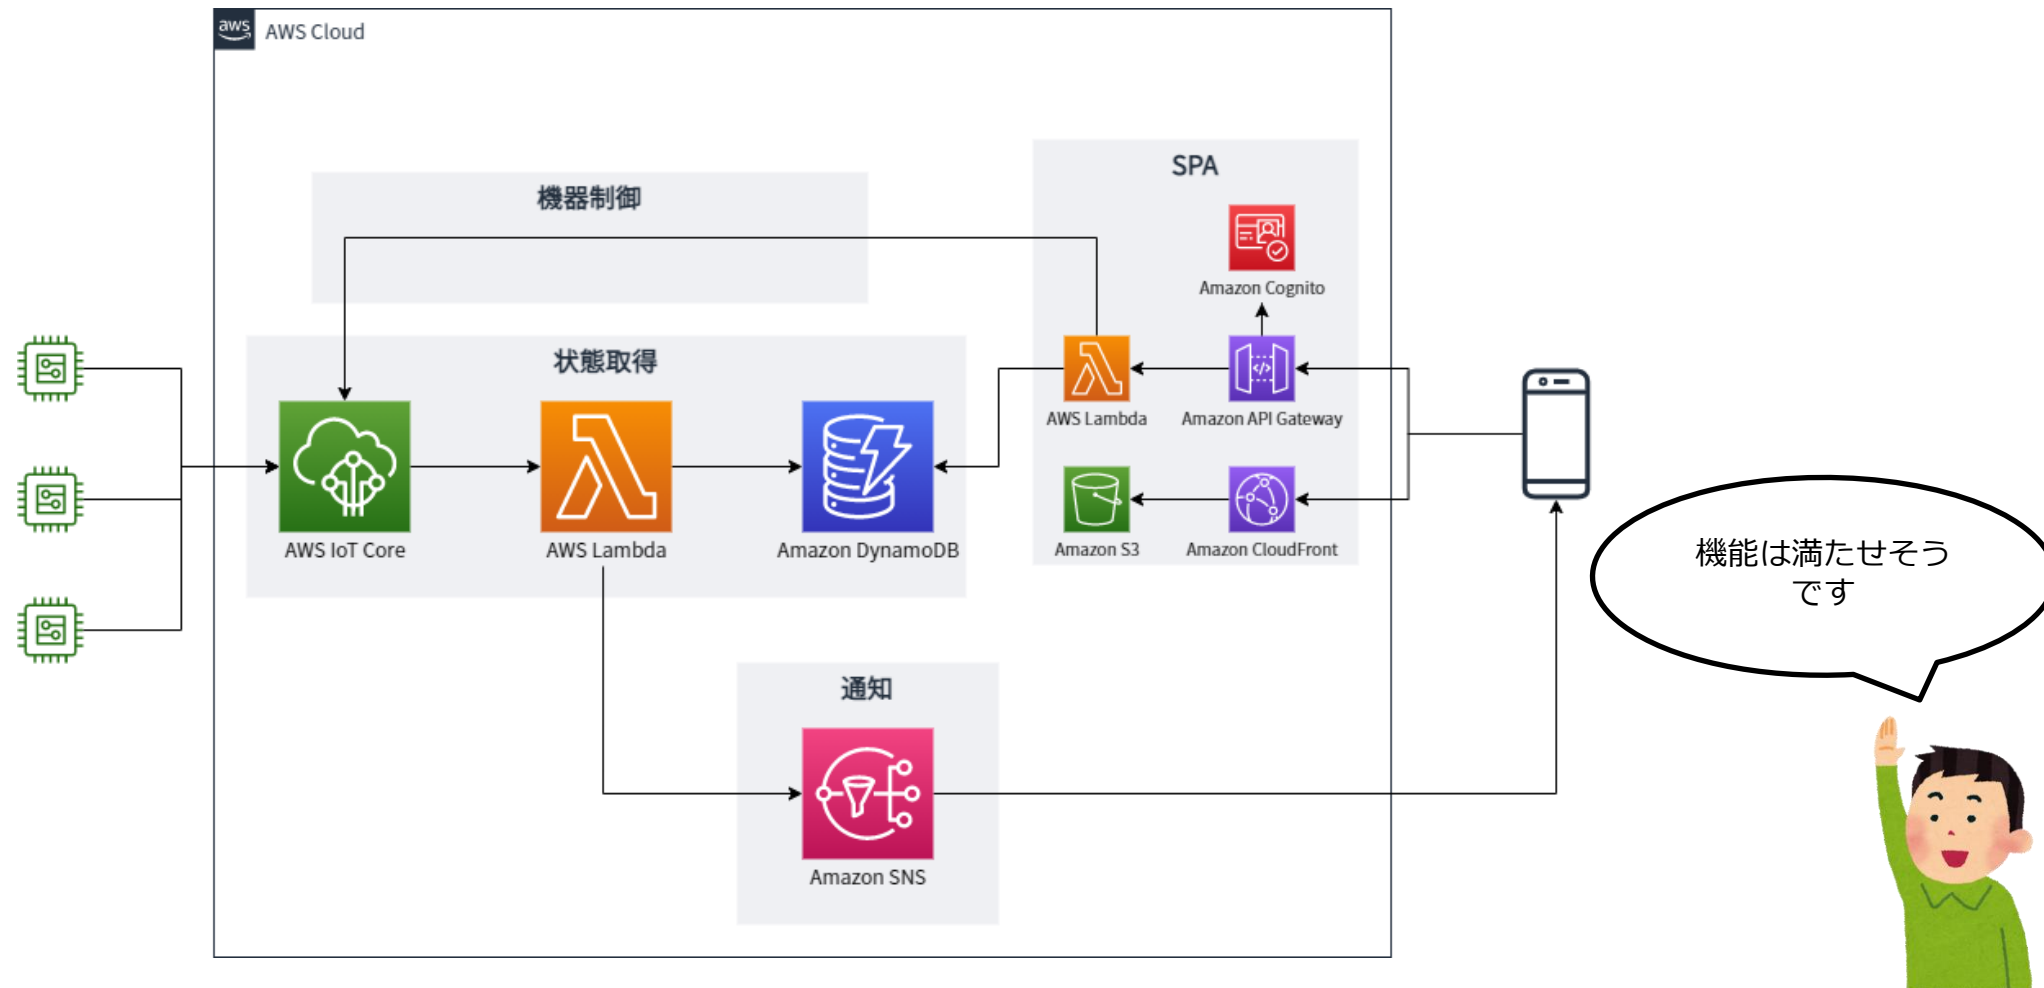 aws
AWS Cloud
SPA
機器制御
Amazon Cognito
状態取得
AWS Lambda
Amazon API Gateway
AWS IoT Core
AWS Lambda
Amazon DynamoDB
Amazon S3
Amazon CloudFront
機能は満たせそう
です
通知
Amazon SNS